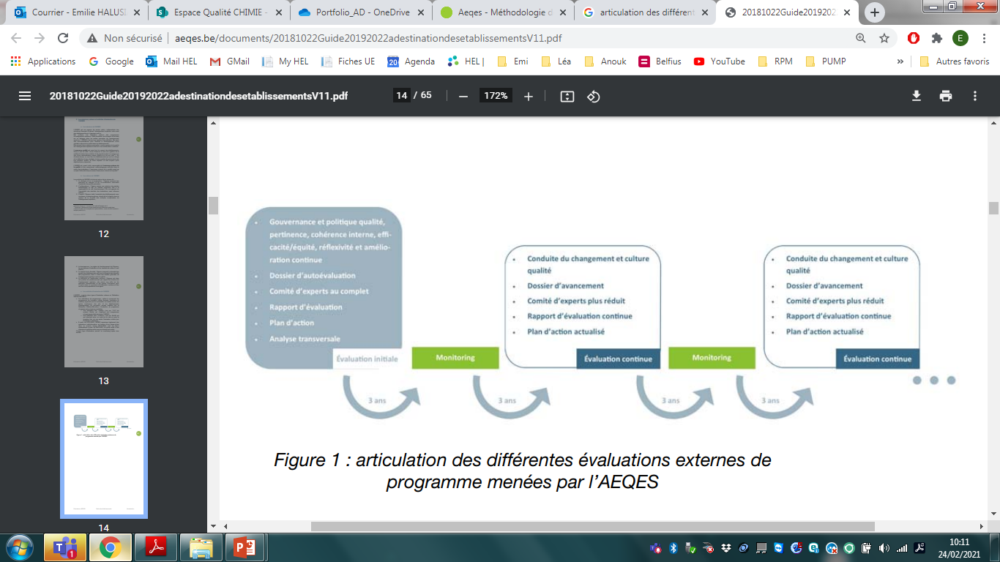 Courrier - Emilie HALUSI
Espace Qualité CHIMIE -
Portfolio_AD - OneDrive
Aeqes - Méthodologie d
articulation des différent
20181022Guide2019202
Non sécurisé
aeqes.be/documents/20181022Guide20192022adestinationdesetablissementsV11.pdf
E
Applications
Google
Mail HEL
GMail
My HEL
Fiches UE
20
Agenda
HEL |
Emi
Léa
Anouk
Belfius
YouTube
RPM
PUMP
»
Autres favoris
20181022Guide20192022adestinationdesetablissementsV11.pdf
14 / 65
172%
12
13
14
• Gouvernance et politique qualité,
pertinence, cohérence interne, effi-
cacité/équité, réflexivité et amélio-
ration continue
• Dossier d'autoévaluation
• Comité d'experts au complet
• Rapport d'évaluation
• Plan d'action
• Analyse transversale
Évaluation initiale
Monitoring
• Conduite du changement et culture
qualité
• Dossier d'avancement
• Comité d'experts plus réduit
• Rapport d'évaluation continue
• Plan d'action actualisé
Évaluation continue
Monitoring
• Conduite du changement et culture
qualité
• Dossier d'avancement
• Comité d'experts plus réduit
• Rapport d'évaluation continue
• Plan d'action actualisé
Évaluation continue
3 ans
3 ans
3 ans
3 ans
Figure 1 : articulation des différentes évaluations externes de
programme menées par l'AEQES
1
10:11
24/02/2021